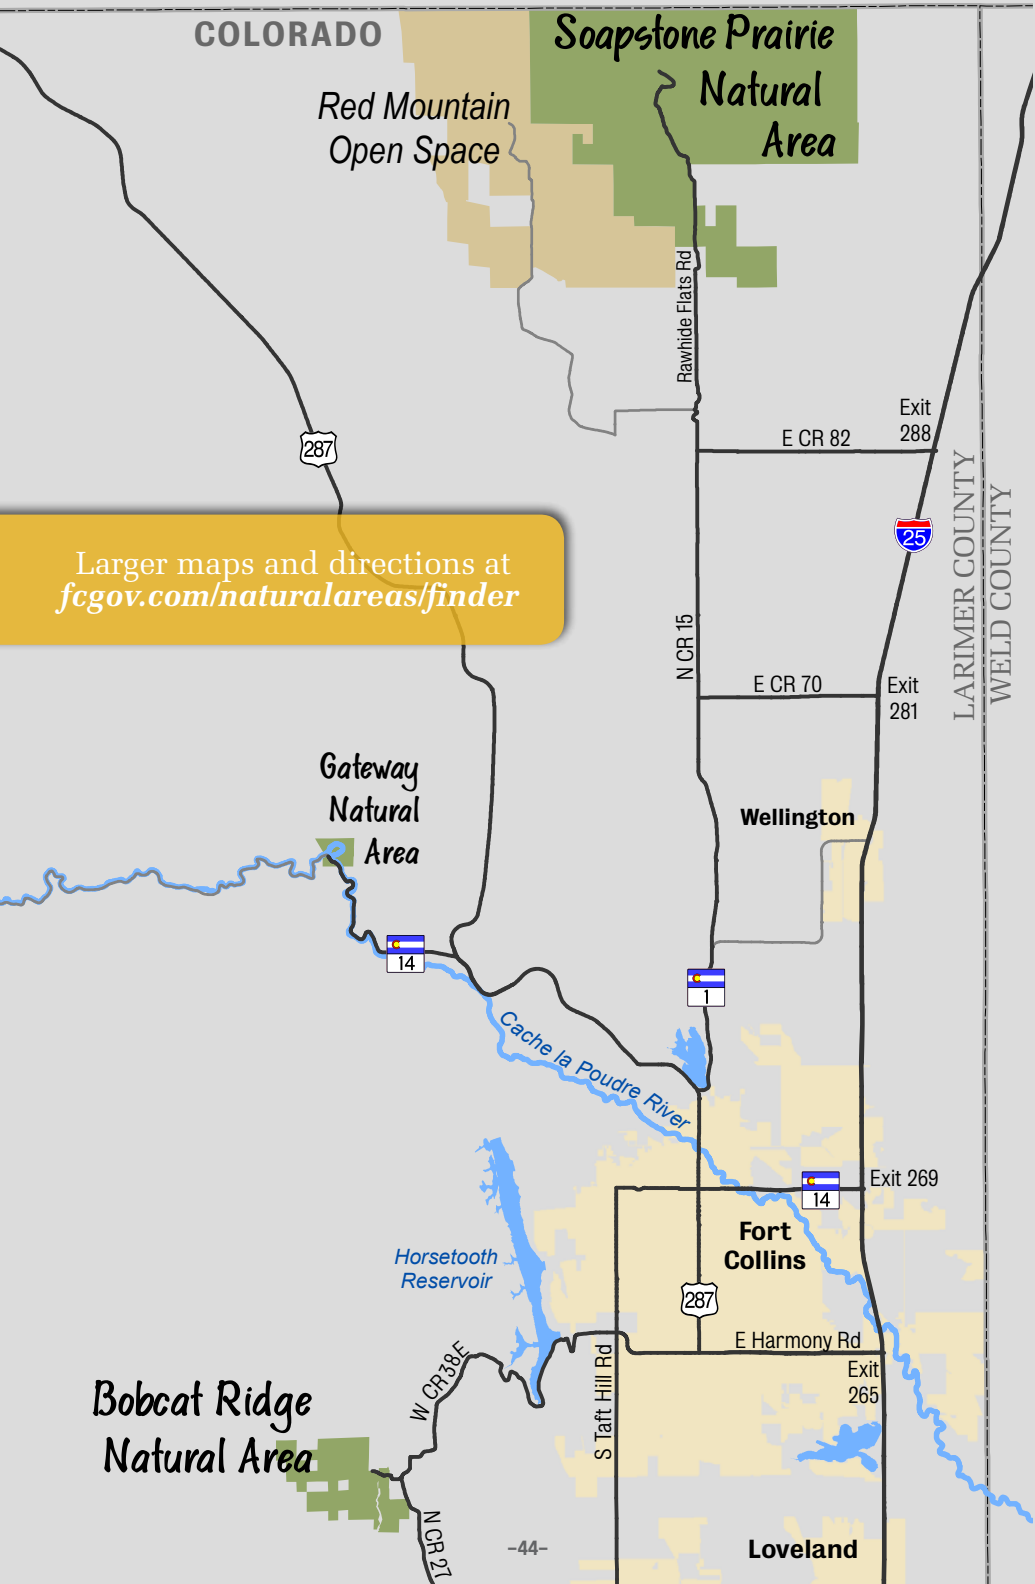 COLORADO
Soapstone Prairie
Natural
Area
Red Mountain
Open Space
Rawhide Flats Rd
Exit
288
E CR 82
287
25
LARIMER COUNTY
WELD COUNTY
Larger maps and directions at
fcgov.com/naturalareas/finder
N CR 15
E CR 70
Exit
281
Gateway
Natural
Area
Wellington
14
1
Cache la Poudre River
Exit 269
14
Fort
Collins
Horsetooth
Reservoir
287
E Harmony Rd
W CR38E
S Taft Hill Rd
Exit
265
Bobcat Ridge
Natural Area
N CR 27
-44-
Loveland